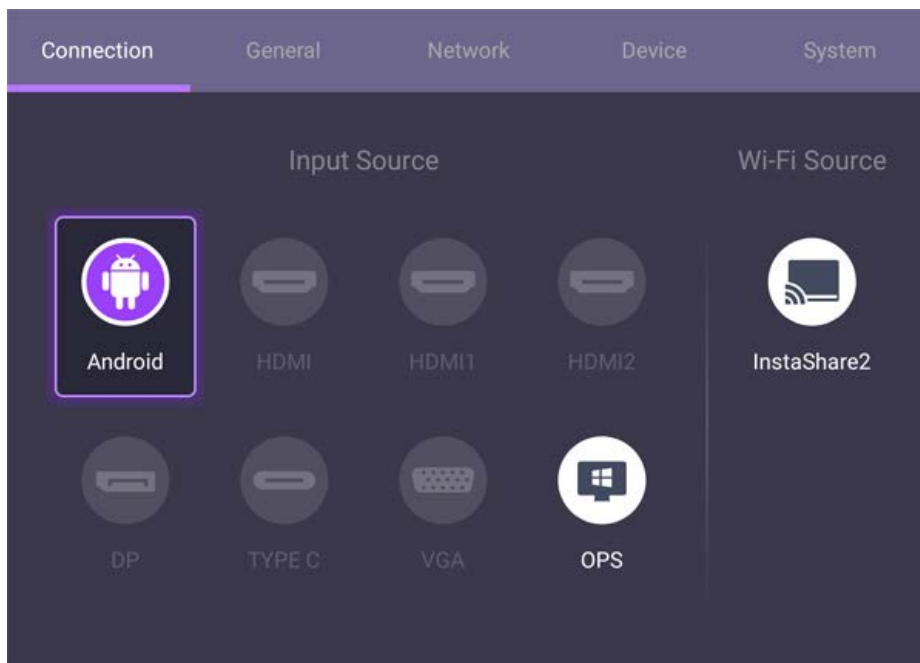 Connection General Network Device System
Input Source Wi-Fi Source
Android HDMI HDMI1 HDMI2 InstaShare2
DP TYPE C VGA OPS